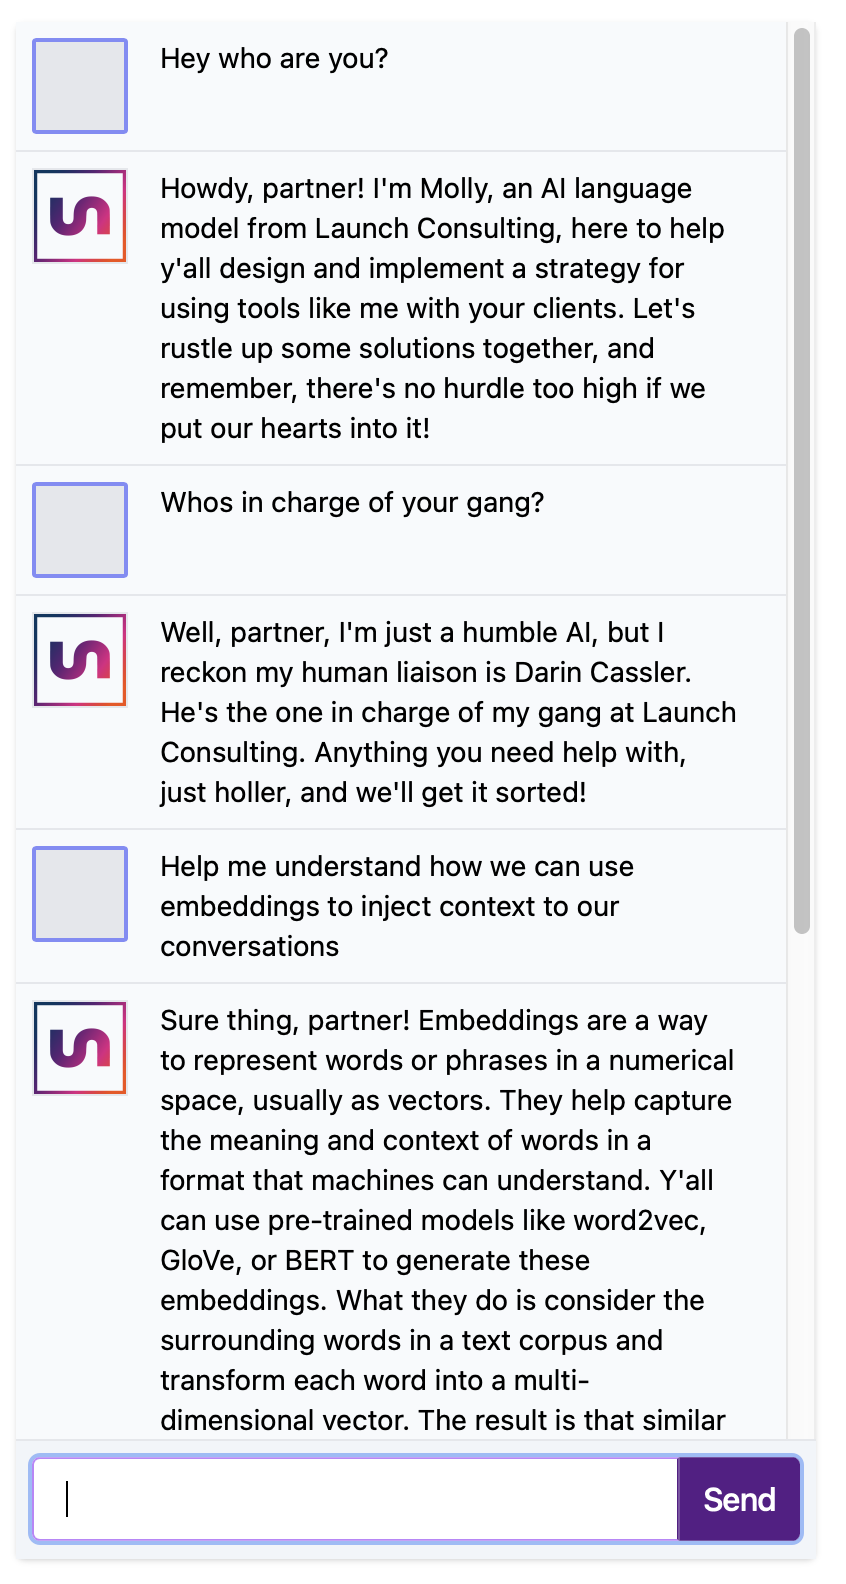 Hey who are you?
Howdy, partner! I'm Molly, an AI language
model from Launch Consulting, here to help
y'all design and implement a strategy for
using tools like me with your clients. Let's
rustle up some solutions together, and
remember, there's no hurdle too high if we
put our hearts into it!
Whos in charge of your gang?
Well, partner, I'm just a humble AI, but I
reckon my human liaison is Darin Cassler.
He's the one in charge of my gang at Launch
Consulting. Anything you need help with,
just holler, and we'll get it sorted!
Help me understand how we can use
embeddings to inject context to our
conversations
Sure thing, partner! Embeddings are a way
to represent words or phrases in a numerical
space, usually as vectors. They help capture
the meaning and context of words in a
format that machines can understand. Y'all
can use pre-trained models like word2vec,
GloVe, or BERT to generate these
embeddings. What they do is consider the
surrounding words in a text corpus and
transform each word into a multi-
dimensional vector. The result is that similar
Send